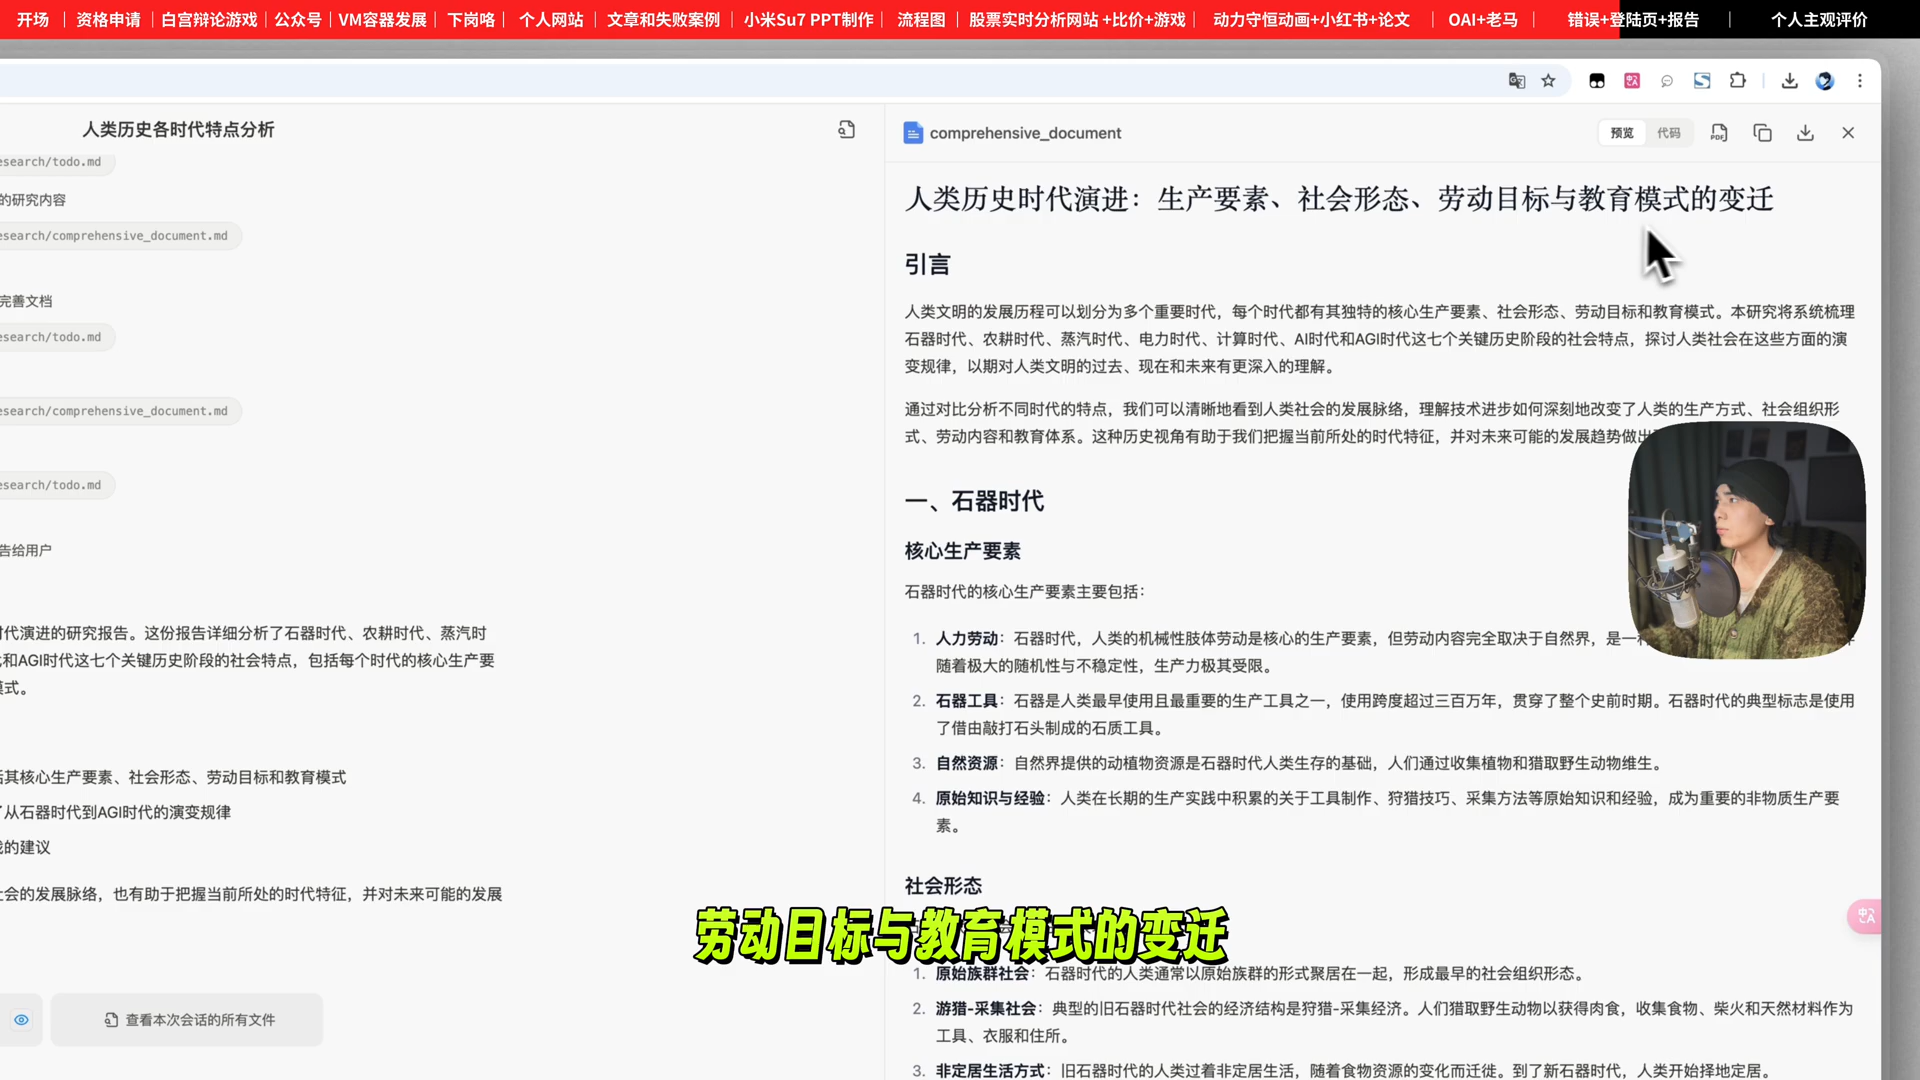 开场
资格申请
白宫辩论游戏
公众号
VM容器发展
下岗咯
个人网站
文章和失败案例
小米Su7 PPT制作
流程图
股票实时分析网站 +比价+游戏
动力守恒动画+小红书+论文
OAI+老马
错误+登陆页+报告
个人主观评价
人类历史各时代特点分析
esearch/todo.md
的研究内容
esearch/comprehensive_document.md
完善文档
esearch/todo.md
esearch/comprehensive_document.md
esearch/todo.md
告给用户
时代演进的研究报告。这份报告详细分析了石器时代、农耕时代、蒸汽时
和AGI时代这七个关键历史阶段的社会特点，包括每个时代的核心生产要
模式。
括其核心生产要素、社会形态、劳动目标和教育模式
了从石器时代到AGI时代的演变规律
的建议
社会的发展脉络，也有助于把握当前所处的时代特征，并对未来可能的发展
查看本次会话的所有文件
comprehensive_document
预览
代码
PDF
人类历史时代演进：生产要素、社会形态、劳动目标与教育模式的变迁
引言
人类文明的发展历程可以划分为多个重要时代，每个时代都有其独特的核心生产要素、社会形态、劳动目标和教育模式。本研究将系统梳理
石器时代、农耕时代、蒸汽时代、电力时代、计算时代、AI时代和AGI时代这七个关键历史阶段的社会特点，探讨人类社会在这些方面的演
变规律，以期对人类文明的过去、现在和未来有更深入的理解。
通过对比分析不同时代的特点，我们可以清晰地看到人类社会的发展脉络，理解技术进步如何深刻地改变了人类的生产方式、社会组织形
式、劳动内容和教育体系。这种历史视角有助于我们把握当前所处的时代特征，并对未来可能的发展趋势做出
一、石器时代
核心生产要素
石器时代的核心生产要素主要包括：
1. 人力劳动：石器时代，人类的机械性肢体劳动是核心的生产要素，但劳动内容完全取决于自然界，是一
随着极大的随机性与不稳定性，生产力极其受限。
2. 石器工具：石器是人类最早使用且最重要的生产工具之一，使用跨度超过三百万年，贯穿了整个史前时期。石器时代的典型标志是使用
了借由敲打石头制成的石质工具。
3. 自然资源：自然界提供的动植物资源是石器时代人类生存的基础，人们通过收集植物和猎取野生动物维生。
4. 原始知识与经验：人类在长期的生产实践中积累的关于工具制作、狩猎技巧、采集方法等原始知识和经验，成为重要的非物质生产要
素。
社会形态
劳动目标与教育模式的变迁
1. 原始族群社会：石器时代的人类通常以原始族群的形式聚居在一起，形成最早的社会组织形态。
2. 游猎-采集社会：典型的旧石器时代社会的经济结构是狩猎-采集经济。人们猎取野生动物以获得肉食，收集食物、柴火和天然材料作为
工具、衣服和住所。
3. 非定居生活方式：旧石器时代的人类过着非定居生活，随着食物资源的变化而迁徙。到了新石器时代，人类开始择地定居。